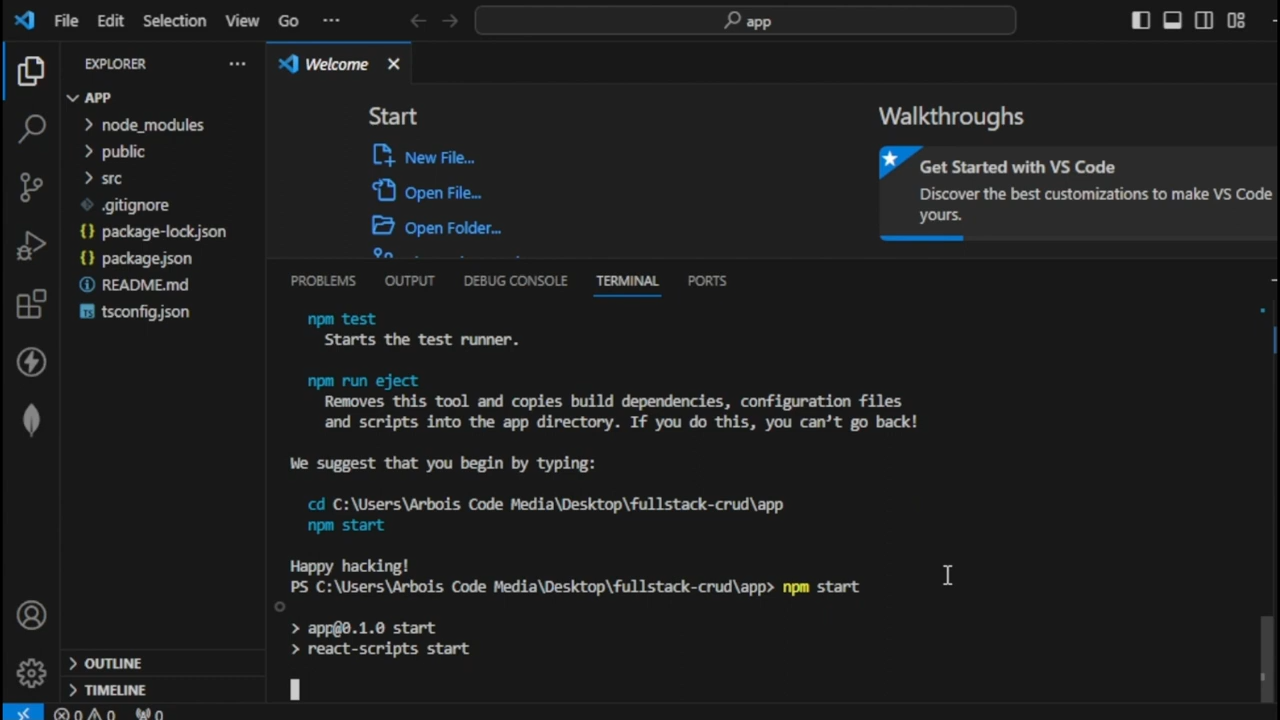 File Edit Selection View Go ···
app
EXPLORER ···
Welcome
APP
node_modules
public
src
.gitignore
package-lock.json
package.json
README.md
tsconfig.json
OUTLINE
TIMELINE
Start
New File...
Open File...
Open Folder...
Walkthroughs
Get Started with VS Code
Discover the best customizations to make VS Code
yours.
PROBLEMS OUTPUT DEBUG CONSOLE TERMINAL PORTS
npm test
Starts the test runner.
npm run eject
Removes this tool and copies build dependencies, configuration files
and scripts into the app directory. If you do this, you can’t go back!
We suggest that you begin by typing:
cd C:\Users\Arbois Code Media\Desktop\fullstack-crud\app
npm start
Happy hacking!
PS C:\Users\Arbois Code Media\Desktop\fullstack-crud\app> npm start
> app@0.1.0 start
> react-scripts start
0 0 0